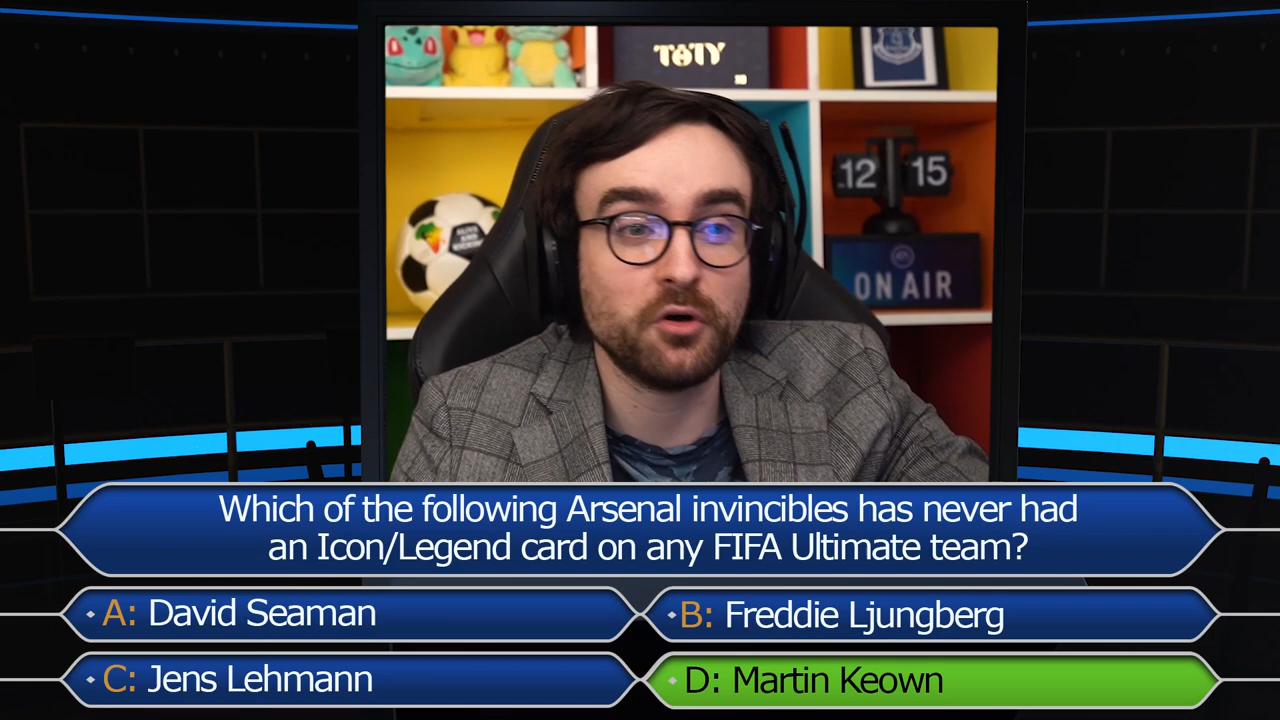 TOTY
12 15
ON AIR
Which of the following Arsenal invincibles has never had
an Icon/Legend card on any FIFA Ultimate team?
A: David Seaman
B: Freddie Ljungberg
C: Jens Lehmann
D: Martin Keown